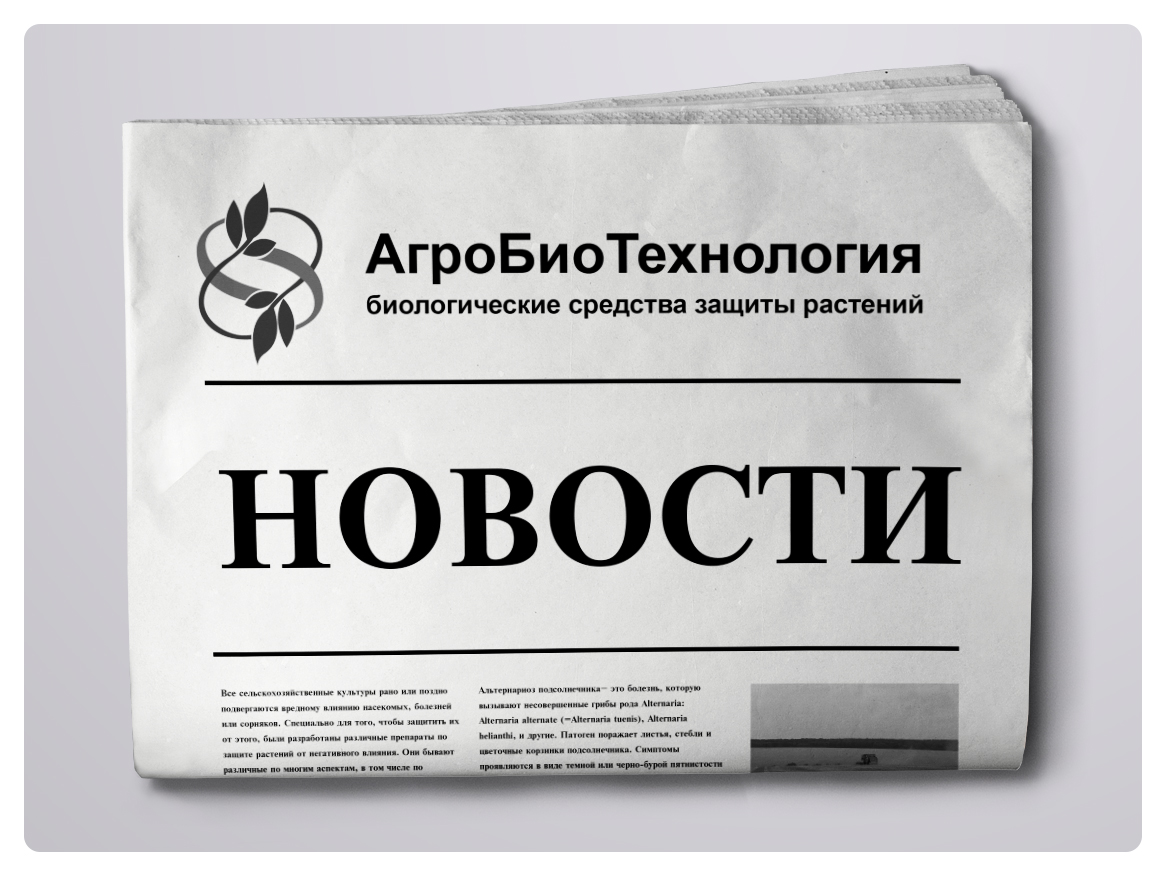 АгроБиоТехнология
биологические средства защиты растений
НОВОСТИ
Все сельскохозяйственные культуры рано или поздно
подвергаются вредному влиянию насекомых, болезней
или сорняков. Специально для того, чтобы защитить их
от этого, были разработаны различные препараты по
защите растений от негативного влияния. Они бывают
различные по многим аспектам, в том числе по
Альтернариоз подсолнечника– это болезнь, которую
вызывают несовершенные грибы рода Alternaria:
Alternaria alternate (=Alternaria tuenis), Alternaria
helianthi, и другие. Патоген поражает листья, стебли и
цветочные корзинки подсолнечника. Симптомы
проявляются в виде темной или черно-бурой пятнистости